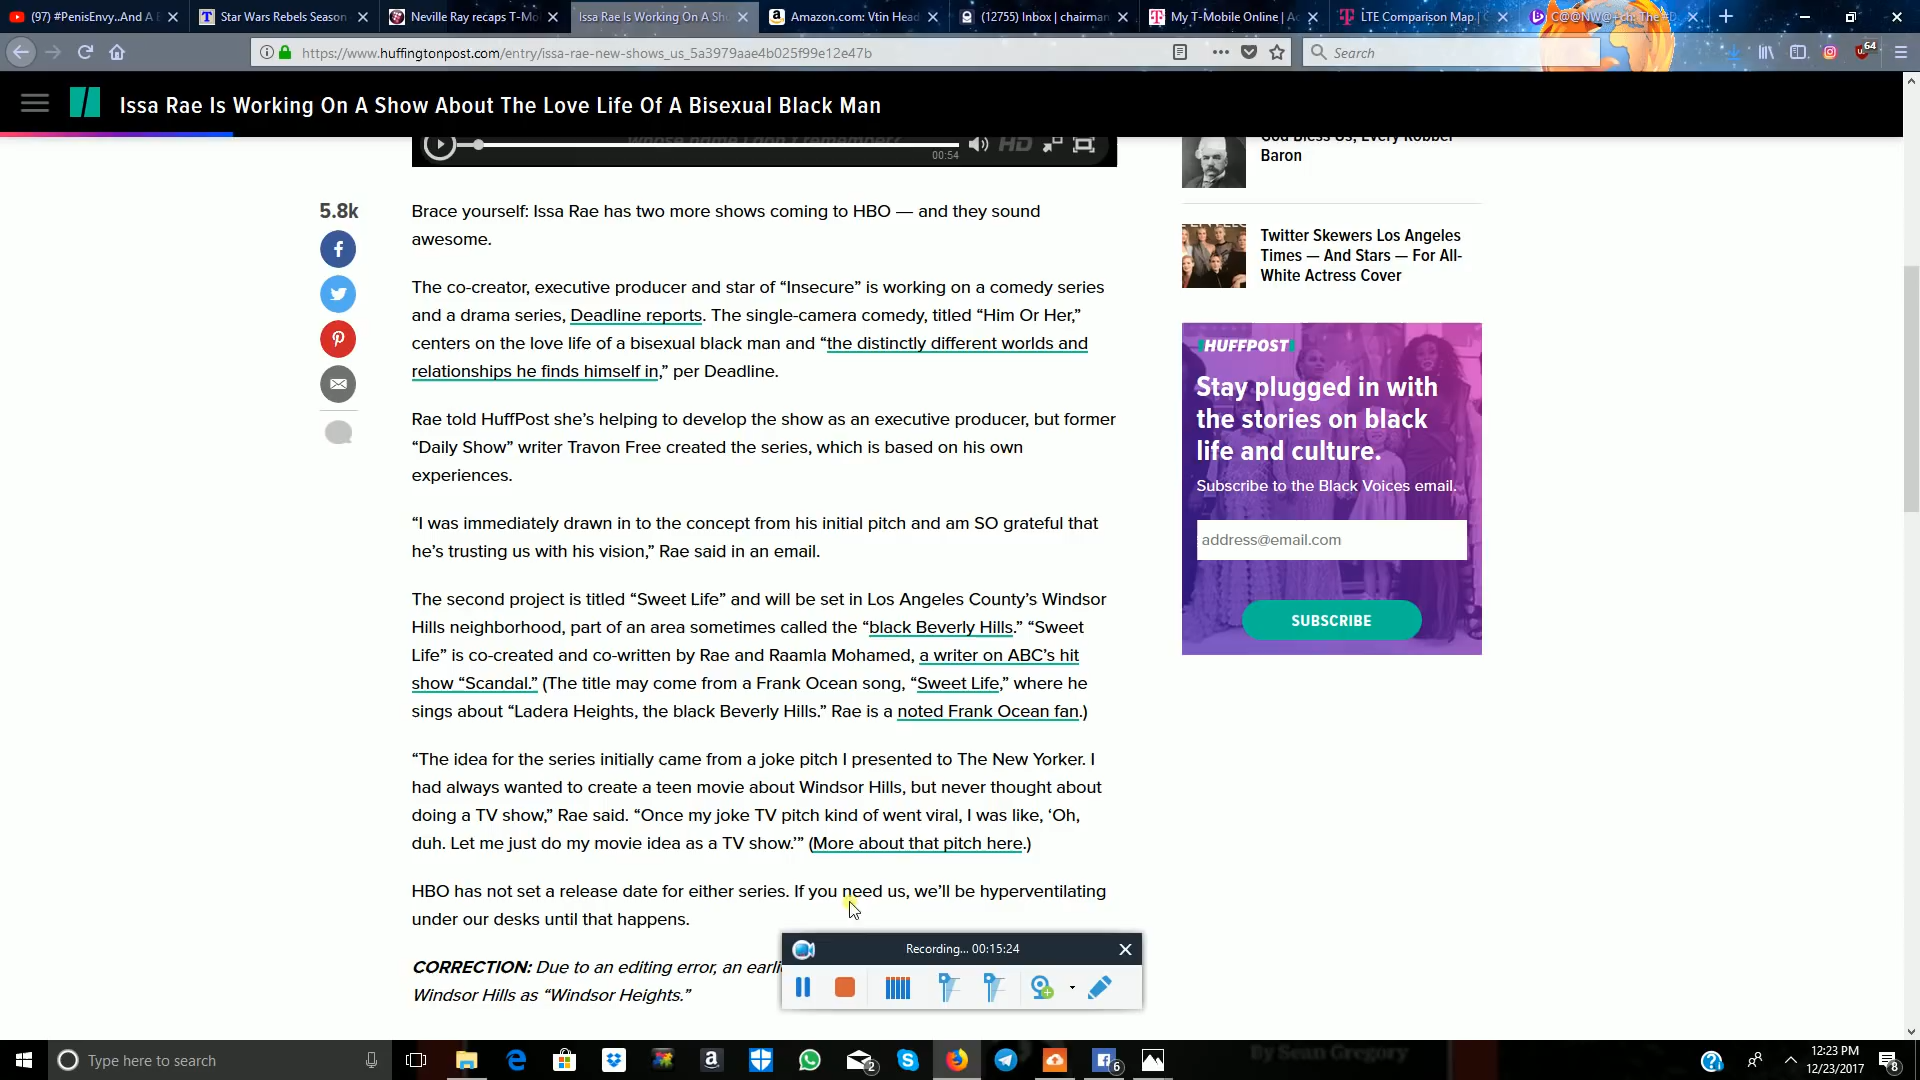 (97) #PenisEnvy..And A B
Star Wars Rebels Season
Neville Ray recaps T-Mo
Issa Rae Is Working On A Sh
Amazon.com: Vtin Head
(12755) Inbox | chairman
My T-Mobile Online | Ac
LTE Comparison Map | C
C@@NW@+ch: The #D
https://www.huffingtonpost.com/entry/issa-rae-new-shows_us_5a3979aae4b025f99e12e47b
Search
64
Issa Rae Is Working On A Show About The Love Life Of A Bisexual Black Man
whose name I don't remember?
00:54
HD
5.8k
Brace yourself: Issa Rae has two more shows coming to HBO — and they sound
awesome.
The co-creator, executive producer and star of “Insecure” is working on a comedy series
and a drama series, Deadline reports. The single-camera comedy, titled “Him Or Her,”
centers on the love life of a bisexual black man and “the distinctly different worlds and
relationships he finds himself in,” per Deadline.
Rae told HuffPost she’s helping to develop the show as an executive producer, but former
“Daily Show” writer Travon Free created the series, which is based on his own
experiences.
“I was immediately drawn in to the concept from his initial pitch and am SO grateful that
he’s trusting us with his vision,” Rae said in an email.
The second project is titled “Sweet Life” and will be set in Los Angeles County’s Windsor
Hills neighborhood, part of an area sometimes called the “black Beverly Hills.” “Sweet
Life” is co-created and co-written by Rae and Raamla Mohamed, a writer on ABC’s hit
show “Scandal.” (The title may come from a Frank Ocean song, “Sweet Life,” where he
sings about “Ladera Heights, the black Beverly Hills.” Rae is a noted Frank Ocean fan.)
“The idea for the series initially came from a joke pitch I presented to The New Yorker. I
had always wanted to create a teen movie about Windsor Hills, but never thought about
doing a TV show,” Rae said. “Once my joke TV pitch kind of went viral, I was like, ‘Oh,
duh. Let me just do my movie idea as a TV show.’” (More about that pitch here.)
HBO has not set a release date for either series. If you need us, we’ll be hyperventilating
under our desks until that happens.
CORRECTION: Due to an editing error, an earli
Windsor Hills as “Windsor Heights.”
God Bless Us, Every Robber
Baron
Twitter Skewers Los Angeles
Times — And Stars — For All-
White Actress Cover
HUFFPOST
Stay plugged in with
the stories on black
life and culture.
Subscribe to the Black Voices email.
address@email.com
SUBSCRIBE
Recording... 00:15:24
Type here to search
2
6
By Sean Gregory
12:23 PM
12/23/2017
8